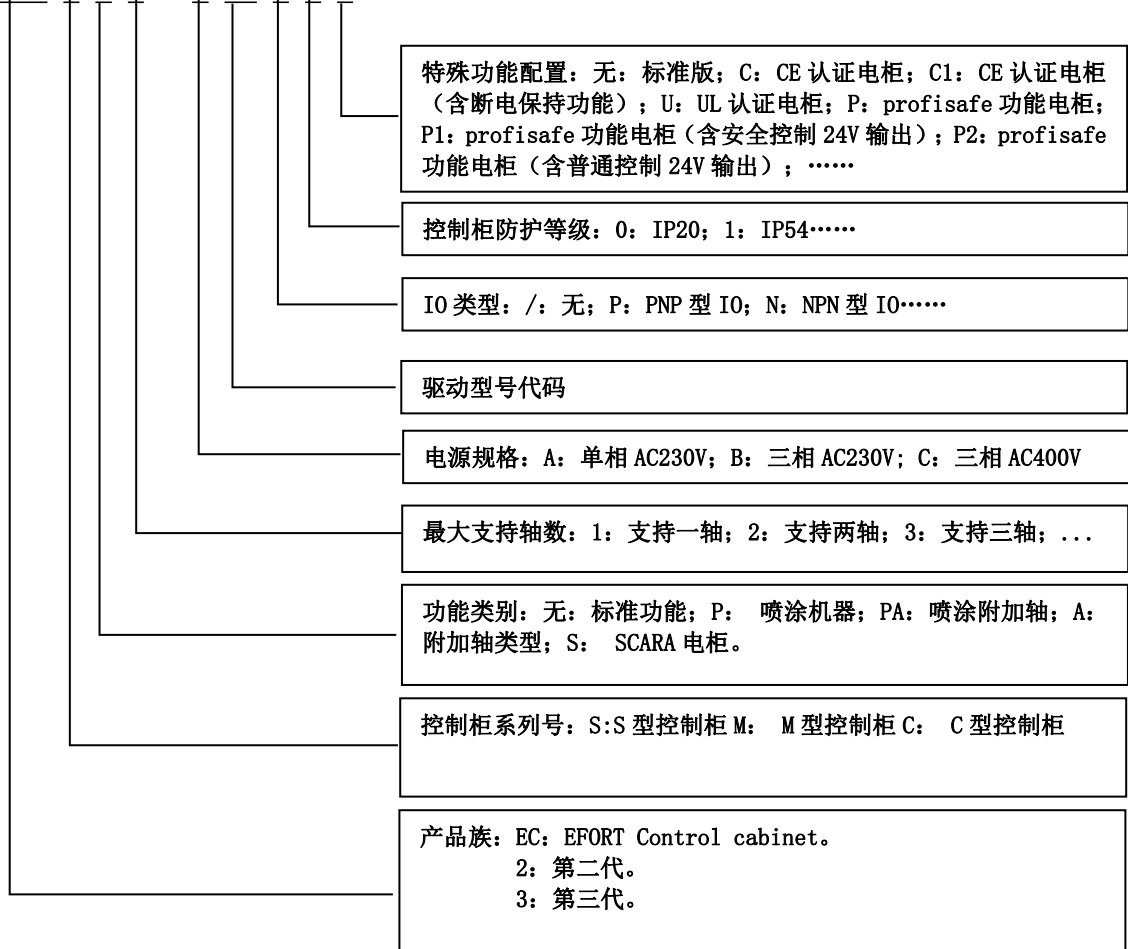 特殊功能配置：无：标准版；C：CE 认证电柜；C1：CE 认证电柜
（含断电保持功能）；U：UL 认证电柜；P：profisafe 功能电柜；
P1：profisafe 功能电柜（含安全控制 24V 输出）；P2：profisafe
功能电柜（含普通控制 24V 输出）；……
控制柜防护等级：0：IP20；1：IP54……
IO 类型：/：无；P：PNP 型 IO；N：NPN 型 IO……
驱动型号代码
电源规格：A：单相 AC230V；B：三相 AC230V; C：三相 AC400V
最大支持轴数：1：支持一轴；2：支持两轴；3：支持三轴；...
功能类别：无：标准功能；P： 喷涂机器；PA：喷涂附加轴；A：
附加轴类型；S： SCARA 电柜。
控制柜系列号：S:S 型控制柜 M： M 型控制柜 C： C 型控制柜
产品族：EC：EFORT Control cabinet。
2：第二代。
3：第三代。